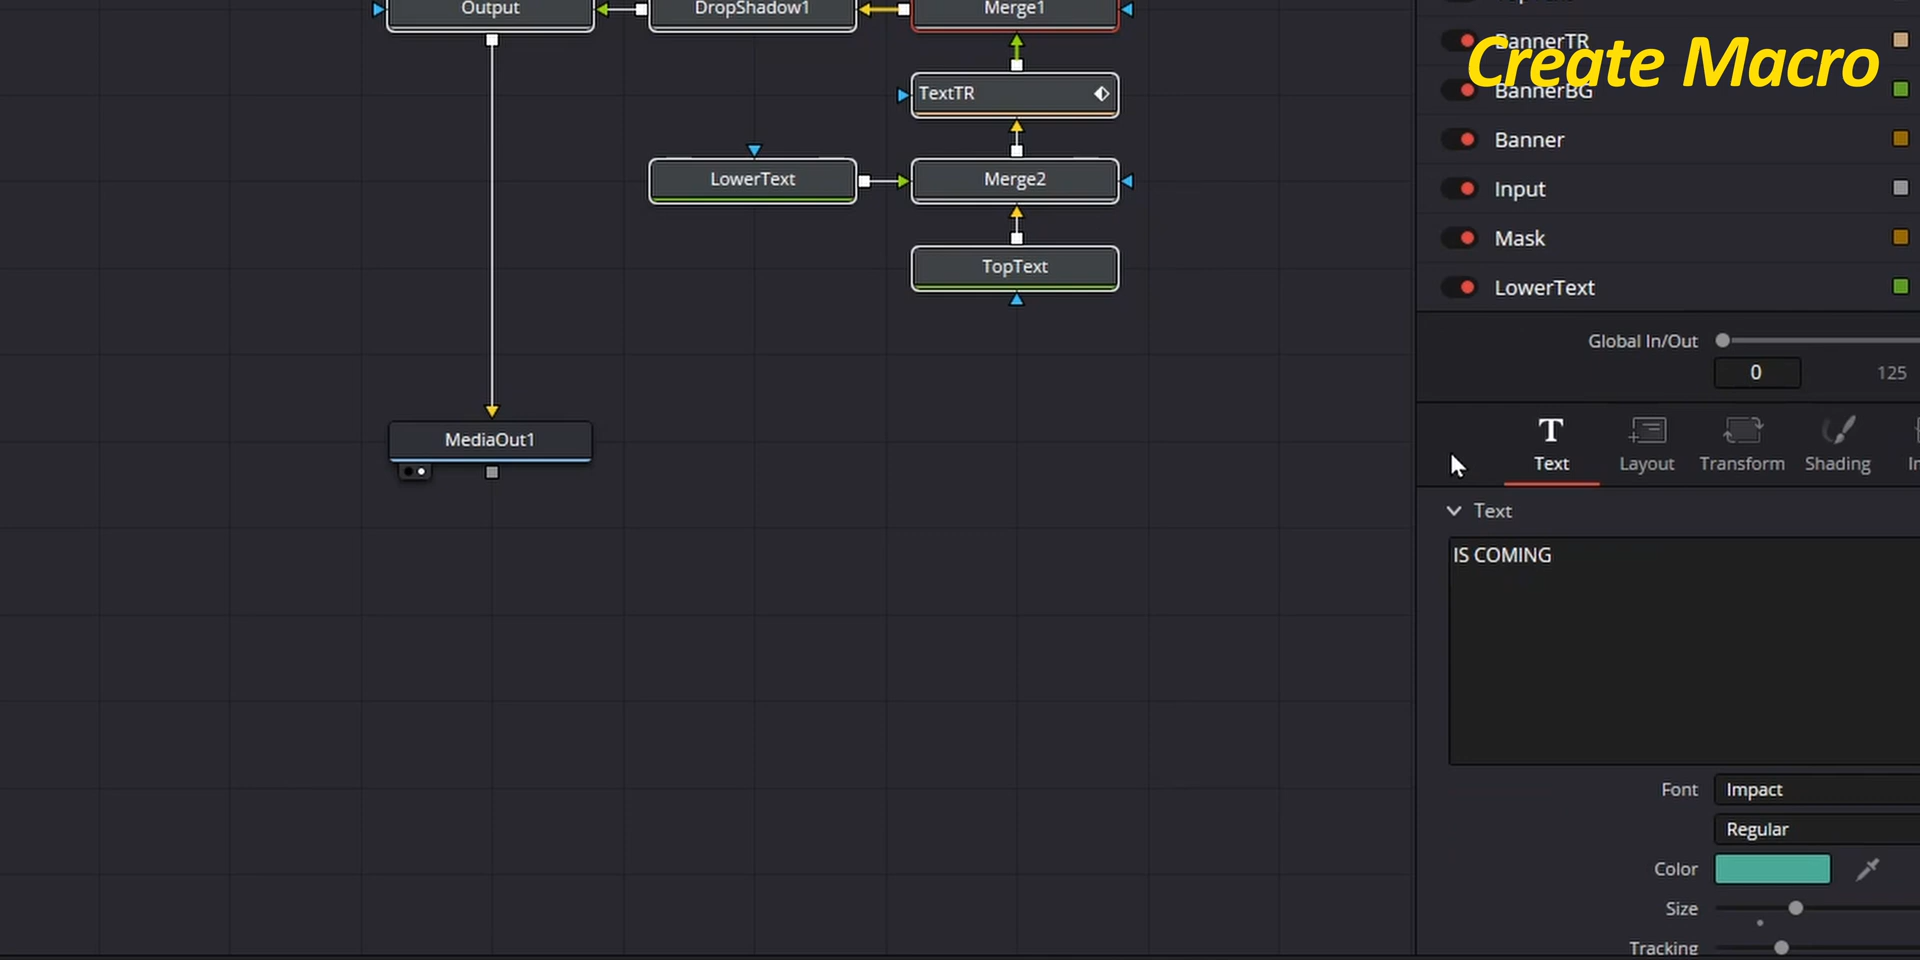 Output
DropShadow1
Merge1
TextTR
LowerText
Merge2
TopText
MediaOut1
Create Macro
BannerTR
BannerBG
Banner
Input
Mask
LowerText
Global In/Out
0
125
Text
Layout
Transform
Shading
Text
IS COMING
Font
Impact
Regular
Color
Size
Tracking